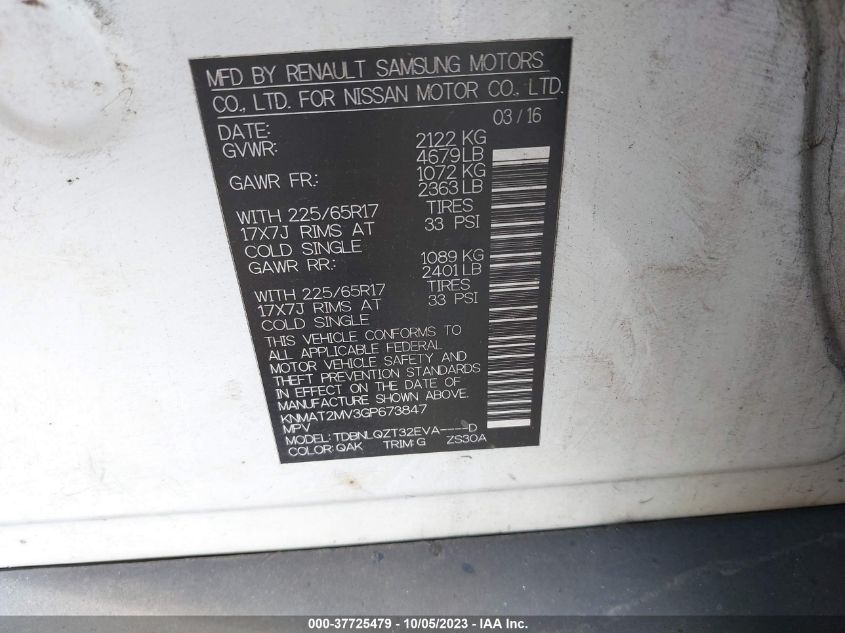 MFD BY RENAULT SAMSUNG MOTORS
CO., LTD. FOR NISSAN MOTOR CO., LTD.
DATE: 03/16
GVWR: 2122 KG
4679 LB
GAWR FR.: 1072 KG
2363 LB
WITH 225/65R17 TIRES
17X7J RIMS AT 33 PSI
COLD SINGLE
GAWR RR.: 1089 KG
2401 LB
WITH 225/65R17 TIRES
17X7J RIMS AT 33 PSI
COLD SINGLE
THIS VEHICLE CONFORMS TO
ALL APPLICABLE FEDERAL
MOTOR VEHICLE SAFETY AND
THEFT PREVENTION STANDARDS
IN EFFECT ON THE DATE OF
MANUFACTURE SHOWN ABOVE.
KNMAT2MV3GP673847
MPV
MODEL: TDBNLQZT32EVA----D
COLOR: QAK TRIM: G ZS30A
000-37725479 - 10/05/2023 - IAA Inc.